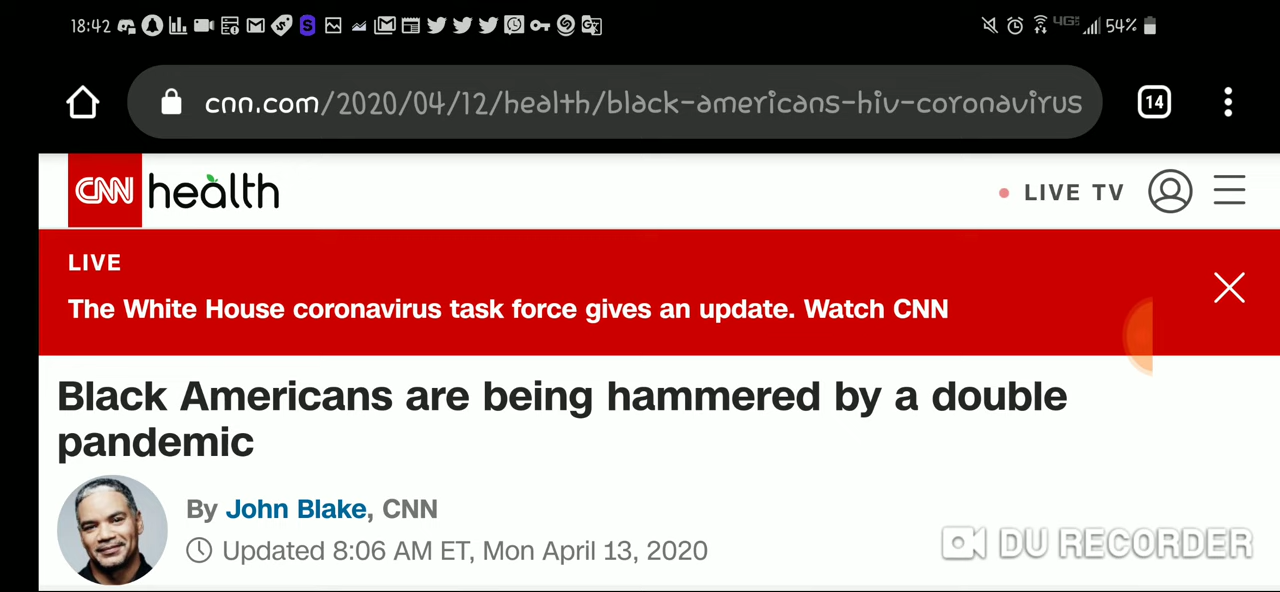 18:42
4G
54%
cnn.com/2020/04/12/health/black-americans-hiv-coronavirus
14
CNN health
LIVE TV
LIVE
The White House coronavirus task force gives an update. Watch CNN
Black Americans are being hammered by a double
pandemic
By John Blake, CNN
Updated 8:06 AM ET, Mon April 13, 2020
DU RECORDER